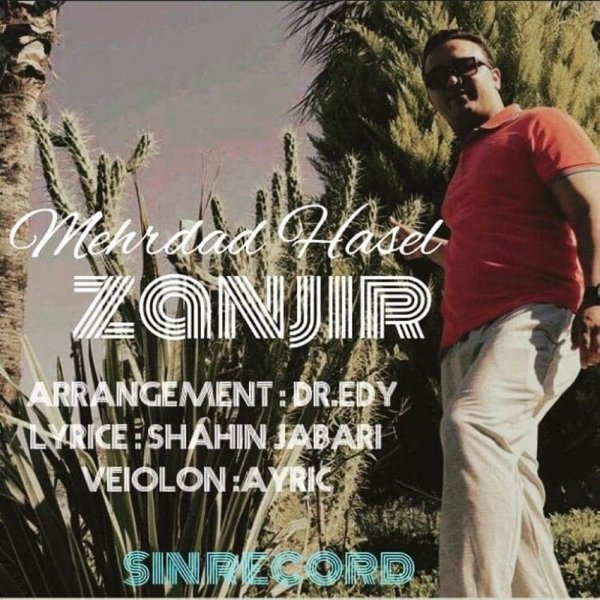 Mehrdad Hasel
ZANJIR
ARRANGEMENT : DR.EDY
LYRICE : SHAHIN JABARI
VEIOLON : AYRIC
SINRECORD